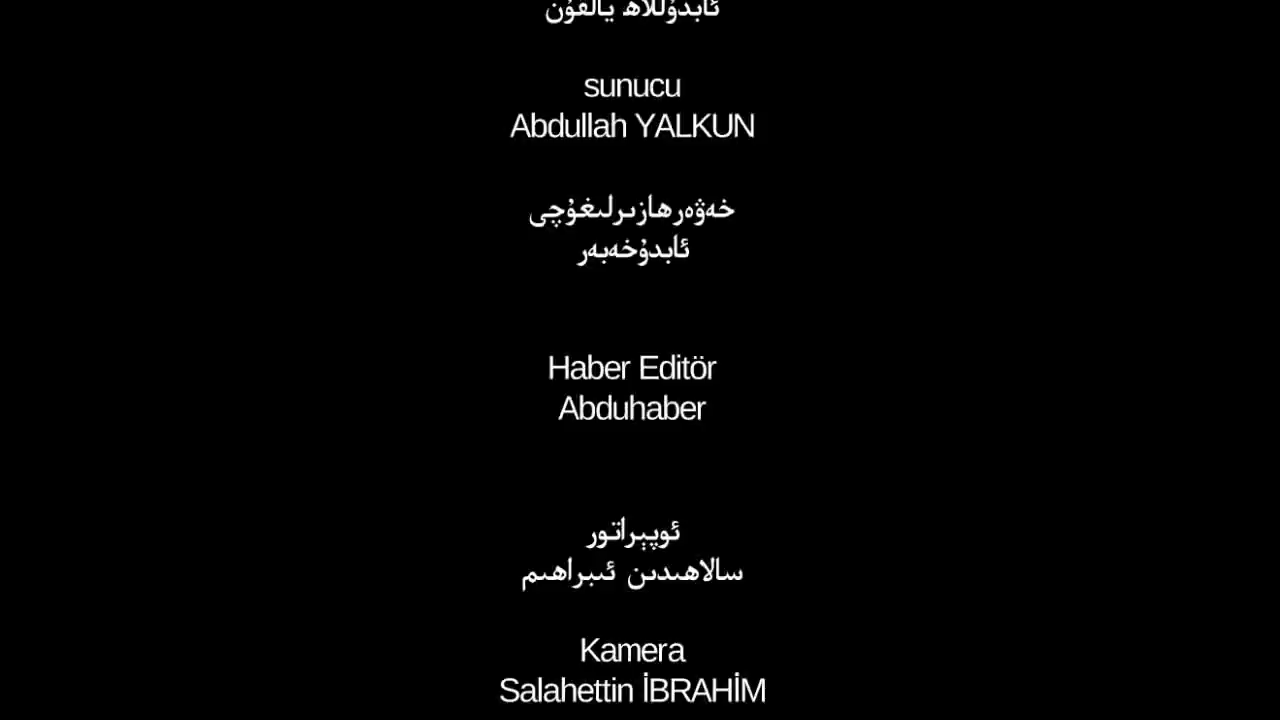 ئابدۇللاھ يالقۇن
sunucu
Abdullah YALKUN
خەۋەرھازىرلىغۇچى
ئابدۇخەبەر
Haber Editör
Abduhaber
ئوپېراتور
سالاھىدىن ئىبراھىم
Kamera
Salahettin İBRAHİM